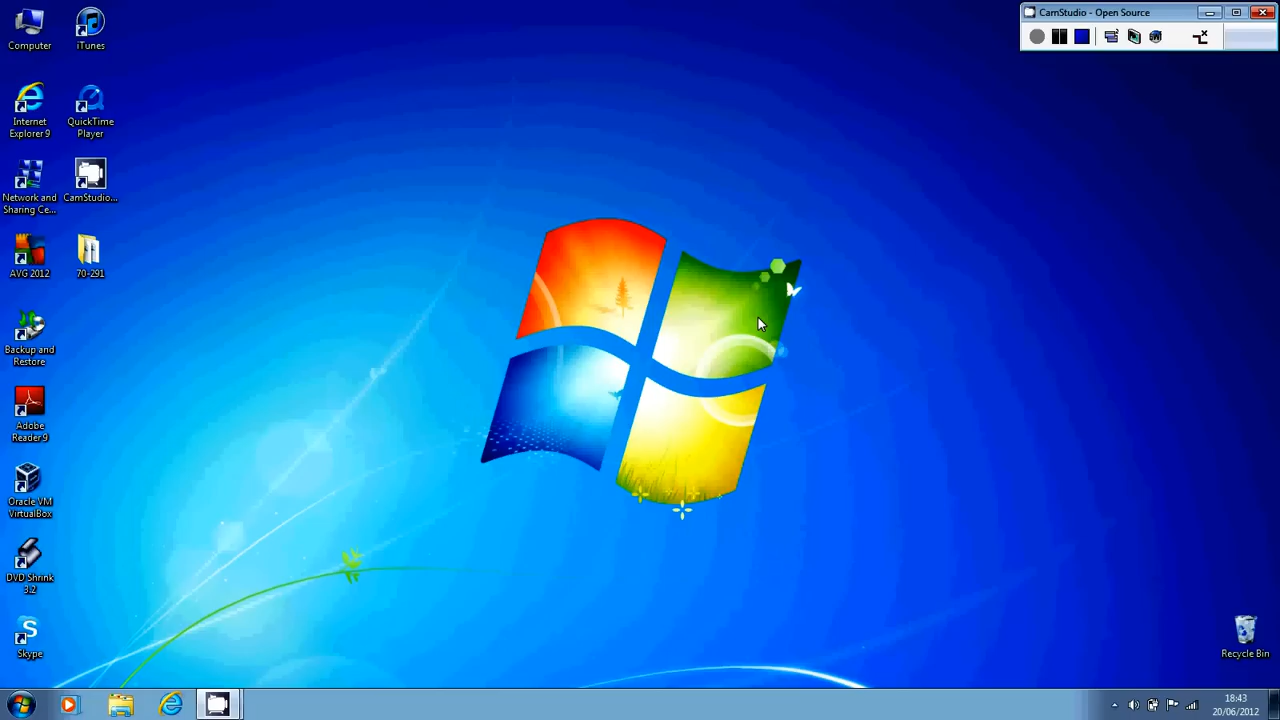 Computer
iTunes
CamStudio - Open Source
Internet
Explorer 9
QuickTime
Player
Network and
Sharing Ce...
CamStudio...
AVG 2012
70-291
Backup and
Restore
Adobe
Reader 9
Oracle VM
VirtualBox
DVD Shrink
3.2
Skype
Recycle Bin
18:43
20/06/2012